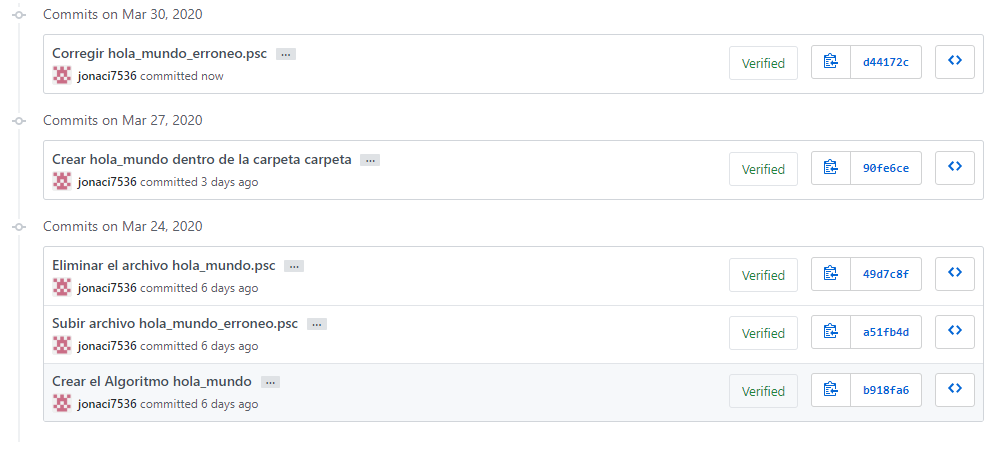 Commits on Mar 30, 2020
Corregir hola_mundo_erroneo.psc ...
jonaci7536 committed now
Verified
d44172c
Commits on Mar 27, 2020
Crear hola_mundo dentro de la carpeta carpeta ...
jonaci7536 committed 3 days ago
Verified
90fe6ce
Commits on Mar 24, 2020
Eliminar el archivo hola_mundo.psc ...
jonaci7536 committed 6 days ago
Verified
49d7c8f
Subir archivo hola_mundo_erroneo.psc ...
jonaci7536 committed 6 days ago
Verified
a51fb4d
Crear el Algoritmo hola_mundo ...
jonaci7536 committed 6 days ago
Verified
b918fa6